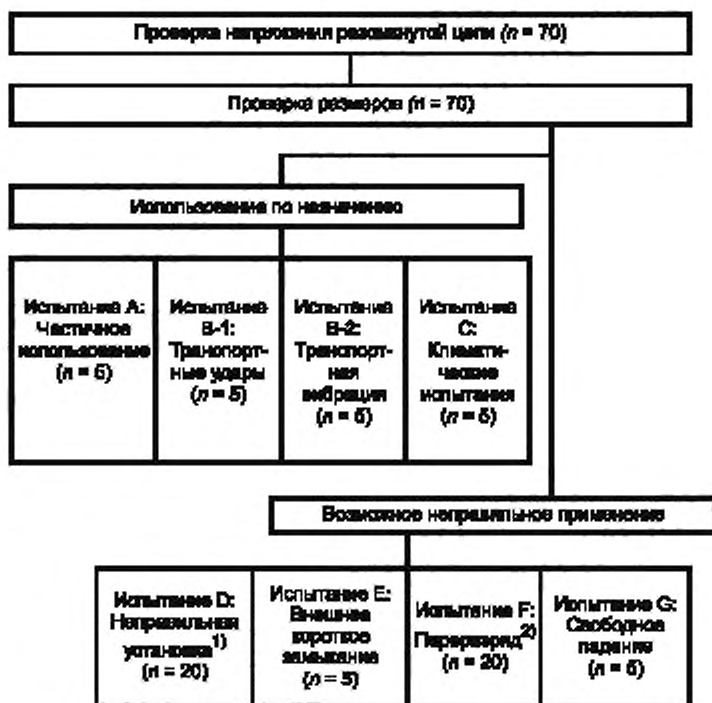 Проверка напряжения разомкнутой цепи (n = 70)
Проверка размеров (n = 70)
Использование по назначению
Испытание A:
Частичное
использование
(n = 5)
Испытание
B-1:
Транспорт-
ные удары
(n = 5)
Испытание
B-2:
Транспорт-
ная
вибрация
(n = 5)
Испытание
C:
Климати-
ческие
испытания
(n = 5)
Возможное неправильное применение
Испытание D:
Неправильная
установка1)
(n = 20)
Испытание E:
Внешнее
короткое
замыкание
(n = 5)
Испытание F:
Переразряд2)
(n = 20)
Испытание G:
Свободное
падение
(n = 5)